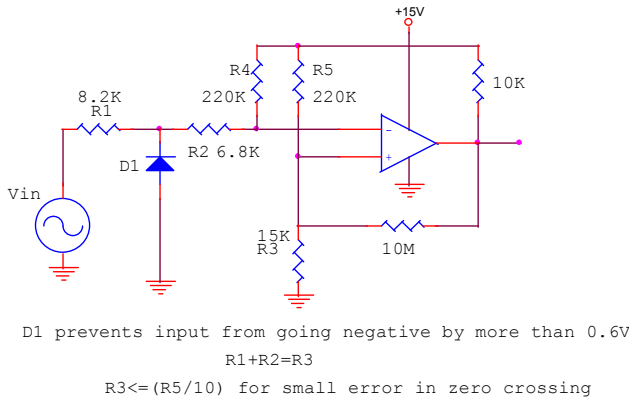 +15V
R4 R5
220K 220K
10K
8.2K
R1
R2 6.8K
D1
−
+
Vin
15K
R3
10M
D1 prevents input from going negative by more than 0.6V
R1+R2=R3
R3<=(R5/10) for small error in zero crossing